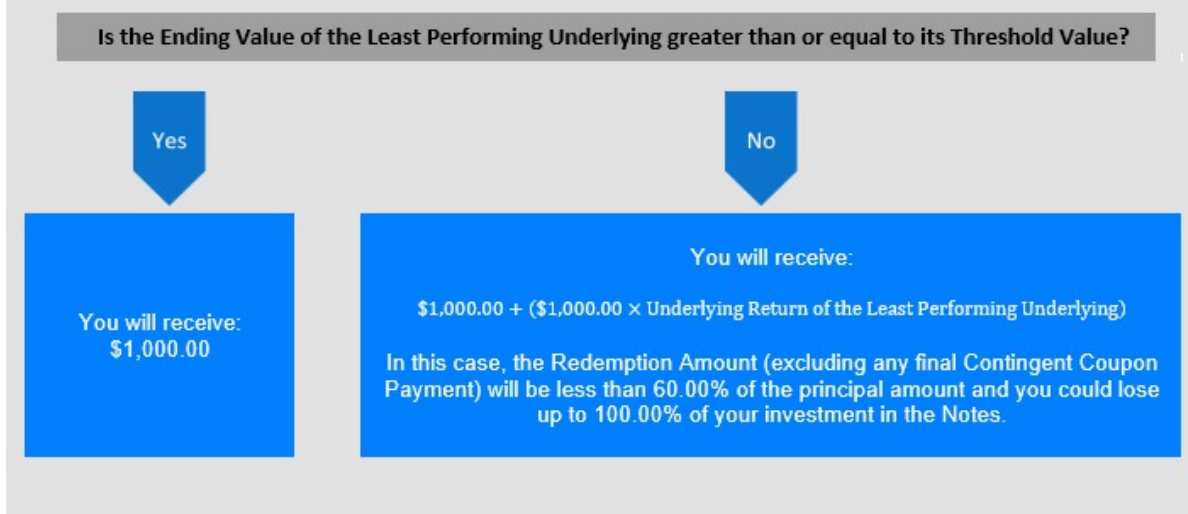 Is the Ending Value of the Least Performing Underlying greater than or equal to its Threshold Value?
Yes
No
You will receive:
$1,000.00
You will receive:
$1,000.00 + ($1,000.00 × Underlying Return of the Least Performing Underlying)
In this case, the Redemption Amount (excluding any final Contingent Coupon
Payment) will be less than 60.00% of the principal amount and you could lose
up to 100.00% of your investment in the Notes.